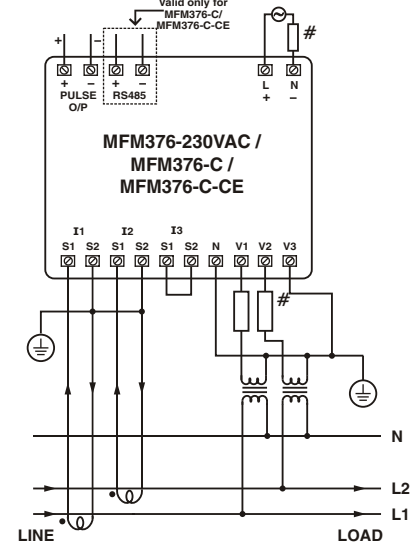 Valid only for
MFM376-C/
MFM376-C-CE
+ –
#
+ – + –
PULSE
O/P
RS485
L N
+ –
MFM376-230VAC /
MFM376-C /
MFM376-C-CE
I1 I2 I3
S1 S2 S1 S2 S1 S2 N V1 V2 V3
#
N
L2
L1
LINE LOAD